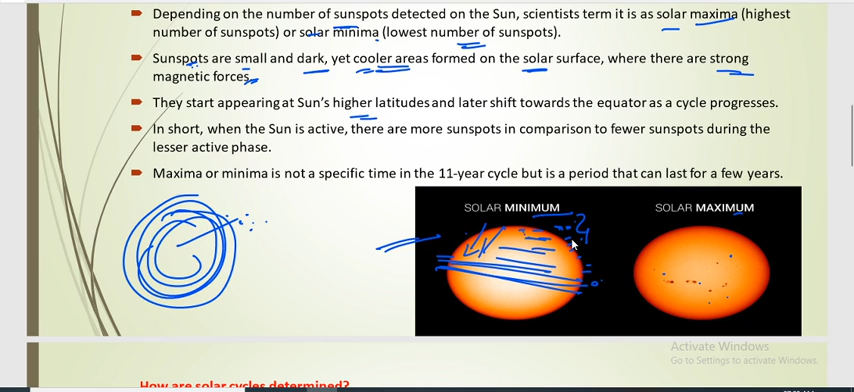 Depending on the number of sunspots detected on the Sun, scientists term it is as solar maxima (highest
number of sunspots) or solar minima (lowest number of sunspots).
Sunspots are small and dark, yet cooler areas formed on the solar surface, where there are strong
magnetic forces.
They start appearing at Sun's higher latitudes and later shift towards the equator as a cycle progresses.
In short, when the Sun is active, there are more sunspots in comparison to fewer sunspots during the
lesser active phase.
Maxima or minima is not a specific time in the 11-year cycle but is a period that can last for a few years.
SOLAR MINIMUM
SOLAR MAXIMUM
Activate Windows
Go to Settings to activate Windows.
How are solar cycles determined?